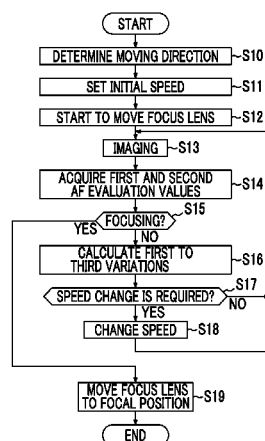 START
DETERMINE MOVING DIRECTION
S10
SET INITIAL SPEED
S11
START TO MOVE FOCUS LENS
S12
IMAGING
S13
ACQUIRE FIRST AND SECOND
AF EVALUATION VALUES
S14
FOCUSING?
S15
YES
NO
CALCULATE FIRST TO
THIRD VARIATIONS
S16
SPEED CHANGE IS REQUIRED?
S17
NO
YES
CHANGE SPEED
S18
MOVE FOCUS LENS
TO FOCAL POSITION
S19
END